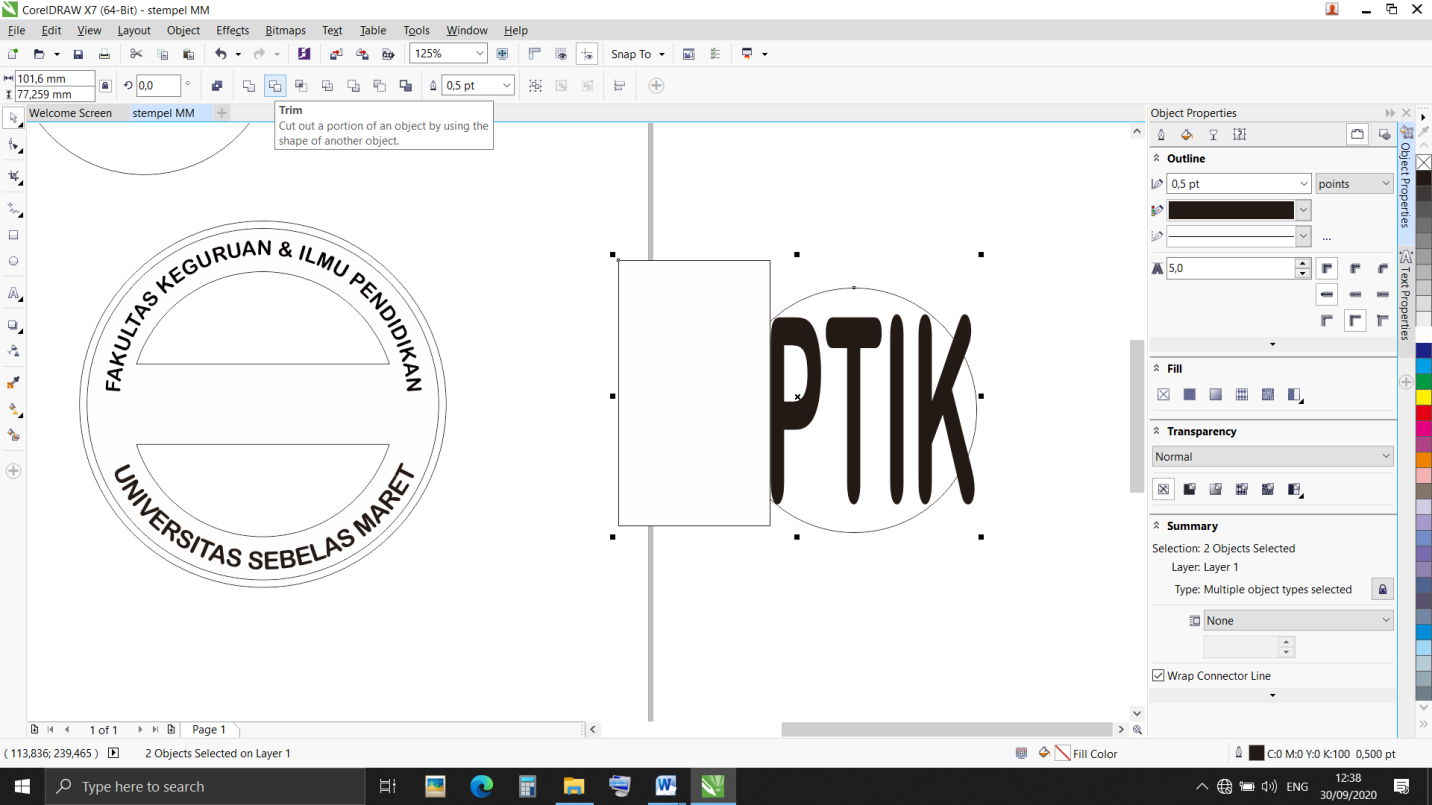 CorelDRAW X7 (64-Bit) - stempel MM
File Edit View Layout Object Effects Bitmaps Text Table Tools Window Help
125% Snap To
101,6 mm
77,259 mm
0,0 °
0,5 pt
Welcome Screen stempel MM
Trim
Cut out a portion of an object by using the
shape of another object.
FAKULTAS KEGURUAN & ILMU PENDIDIKAN
UNIVERSITAS SEBELAS MARET
PTIK
Object Properties
Outline
0,5 pt points
...
5,0
Fill
Transparency
Normal
Summary
Selection: 2 Objects Selected
Layer: Layer 1
Type: Multiple object types selected
None
Wrap Connector Line
Object Properties
Text Properties
1 of 1 Page 1
( 113,836; 239,465 ) 2 Objects Selected on Layer 1 Fill Color C:0 M:0 Y:0 K:100 0,500 pt
Type here to search
ENG
12:38
30/09/2020